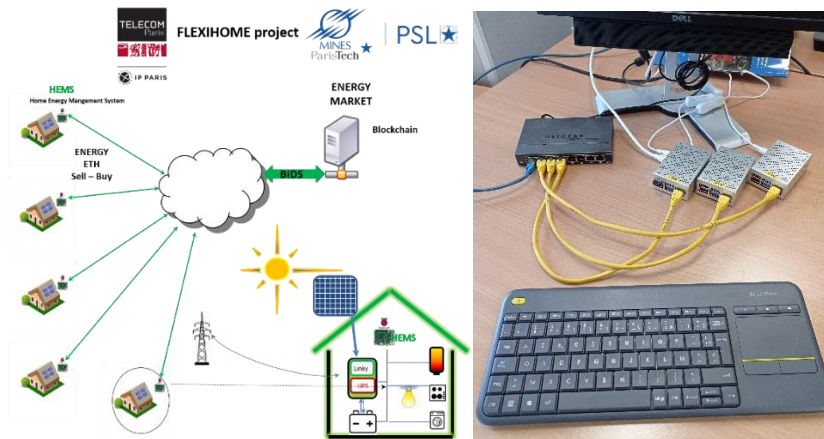 TELECOM
Paris
IP PARIS
FLEXIHOME project
MINES
ParisTech
PSL
HEMS
Home Energy Mangement System
ENERGY
MARKET
Blockchain
ENERGY
ETH
Sell – Buy
BIDS
HEMS
Linky
UPS
DELL
NETGEAR